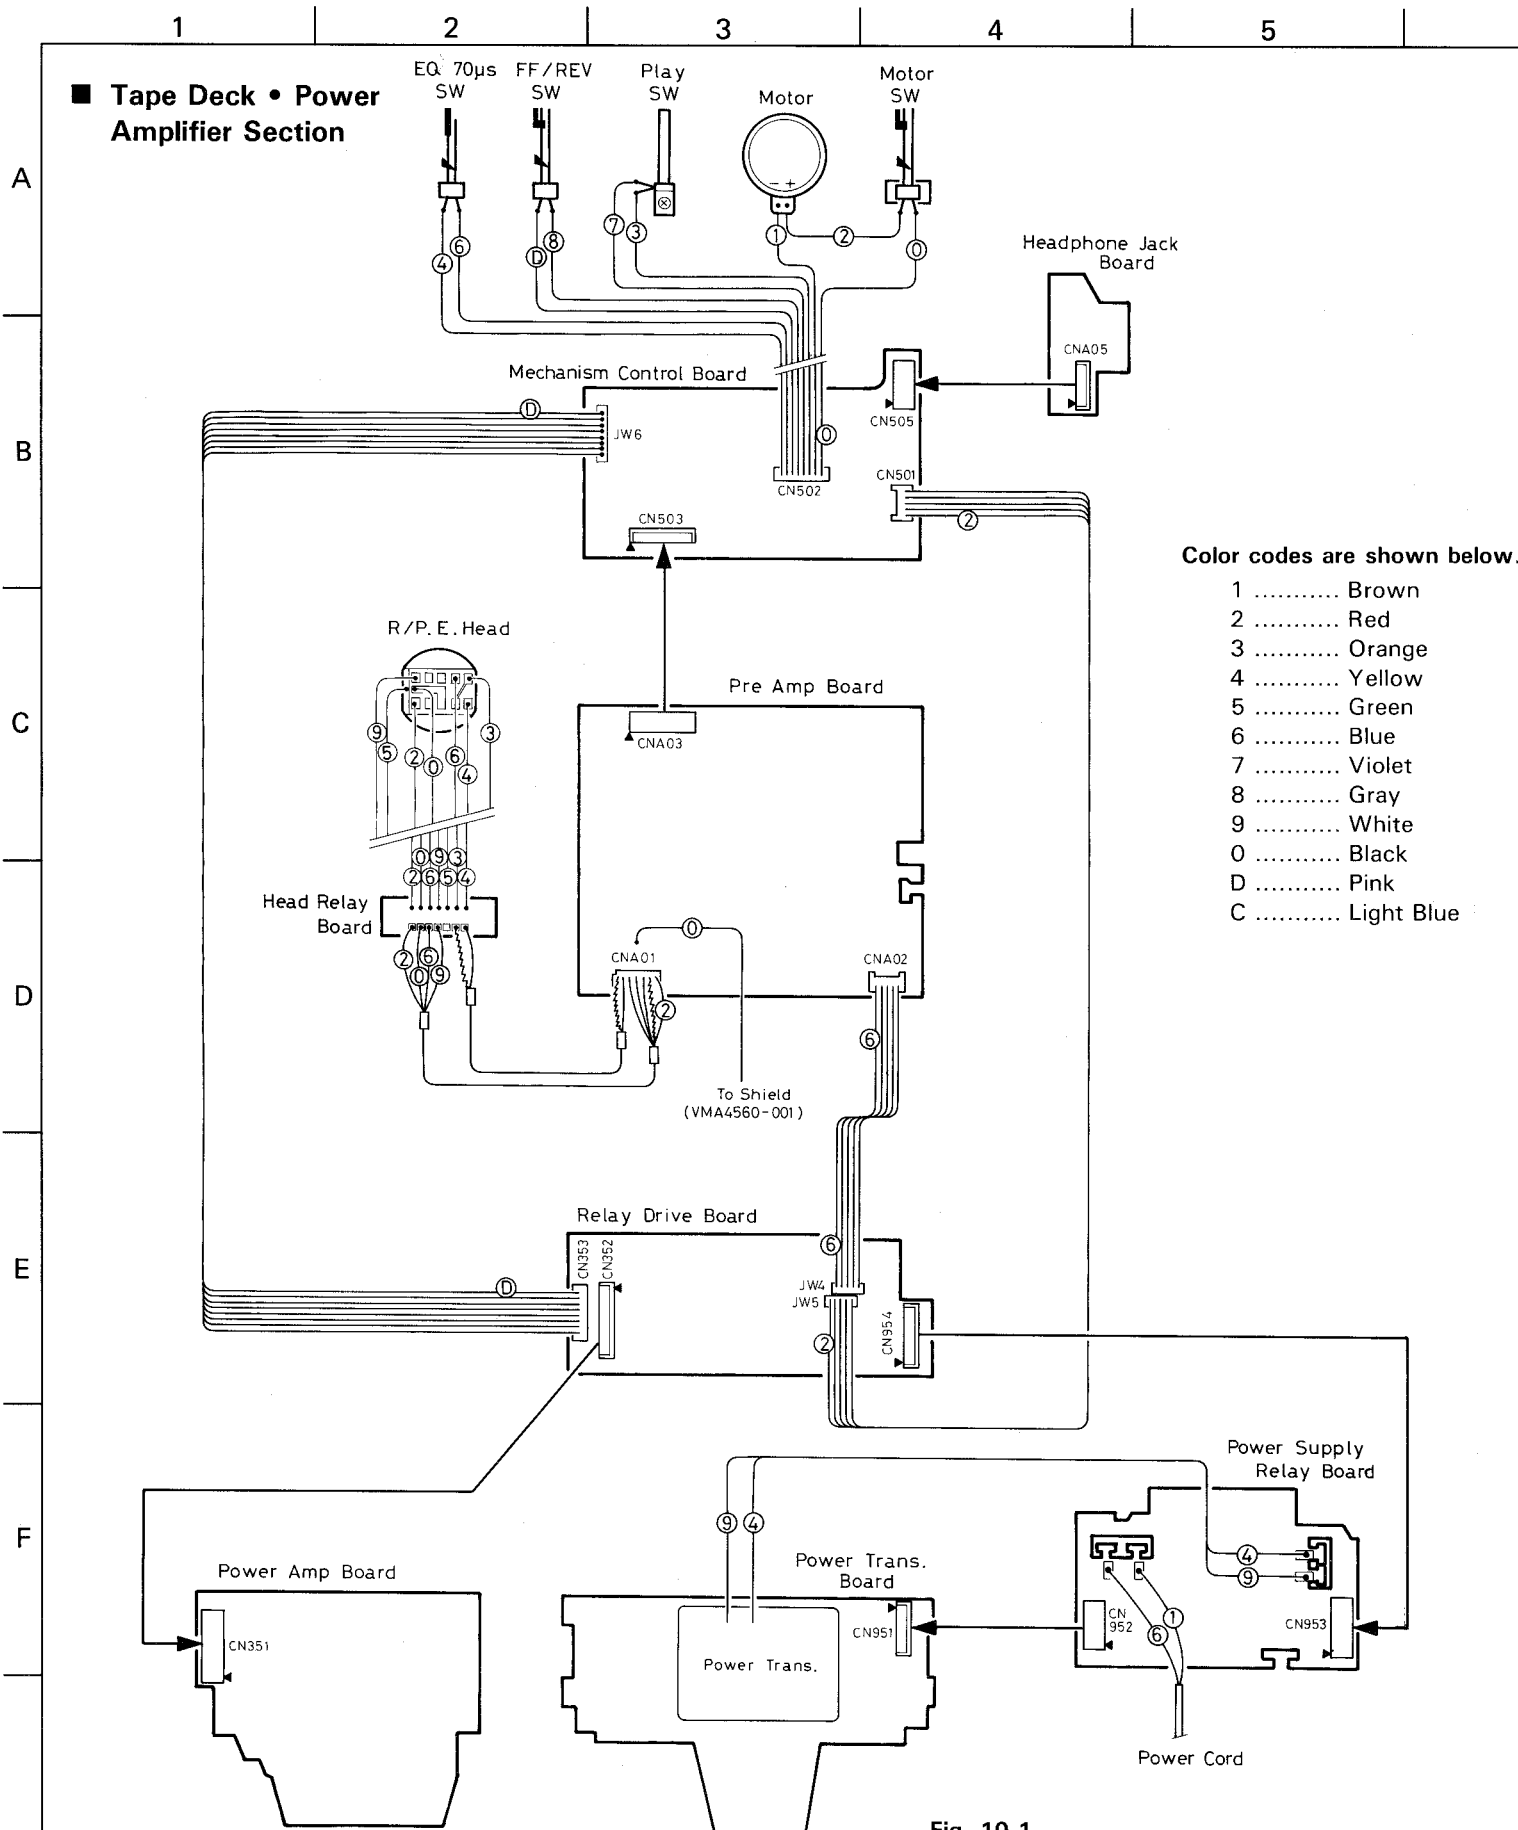 1 2 3 4 5
■ Tape Deck • Power
Amplifier Section
EQ 70μs
SW
FF/REV
SW
Play
SW
Motor
Motor
SW
- +
A
7
3
1
2
0
6
4
8
D
Headphone Jack
Board
CNA05
Mechanism Control Board
CN505
D
JW6
B
0
CN502
CN501
2
CN503
Color codes are shown below.
1 ........... Brown
2 ........... Red
3 ........... Orange
4 ........... Yellow
5 ........... Green
6 ........... Blue
7 ........... Violet
8 ........... Gray
9 ........... White
0 ........... Black
D ........... Pink
C ........... Light Blue
R/P.E.Head
Pre Amp Board
C
CNA03
9
5
2
0
6
4
3
0 9 3
2 6 5 4
Head Relay
Board
2
0
6
9
0
CNA01
CNA02
D
2
6
To Shield
(VMA4560-001)
Relay Drive Board
E
CN353
CN352
6
D
JW4
JW5
2
CN954
Power Supply
Relay Board
F
9 4
4
9
Power Trans.
Board
Power Amp Board
CN351
CN951
CN
952
1
6
CN953
Power Trans.
Power Cord
Fig. 10-1